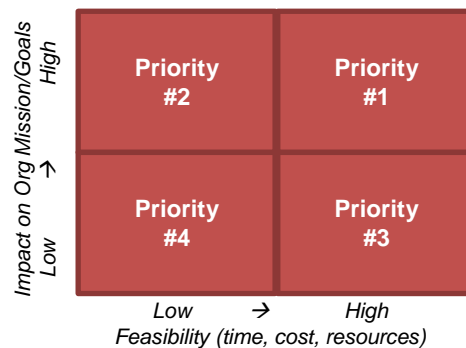 Impact on Org Mission/Goals
Low → High
Priority
#2
Priority
#1
Priority
#4
Priority
#3
Low → High
Feasibility (time, cost, resources)